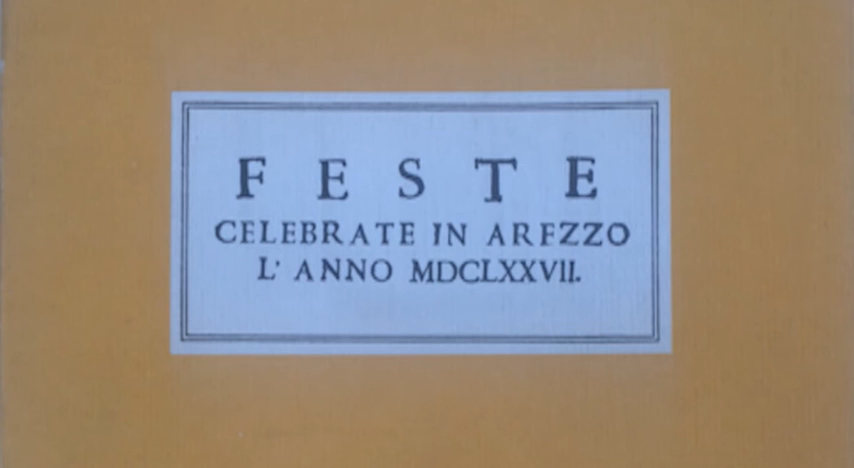 FESTE
CELEBRATE IN AREZZO
L' ANNO MDCLXXVII.